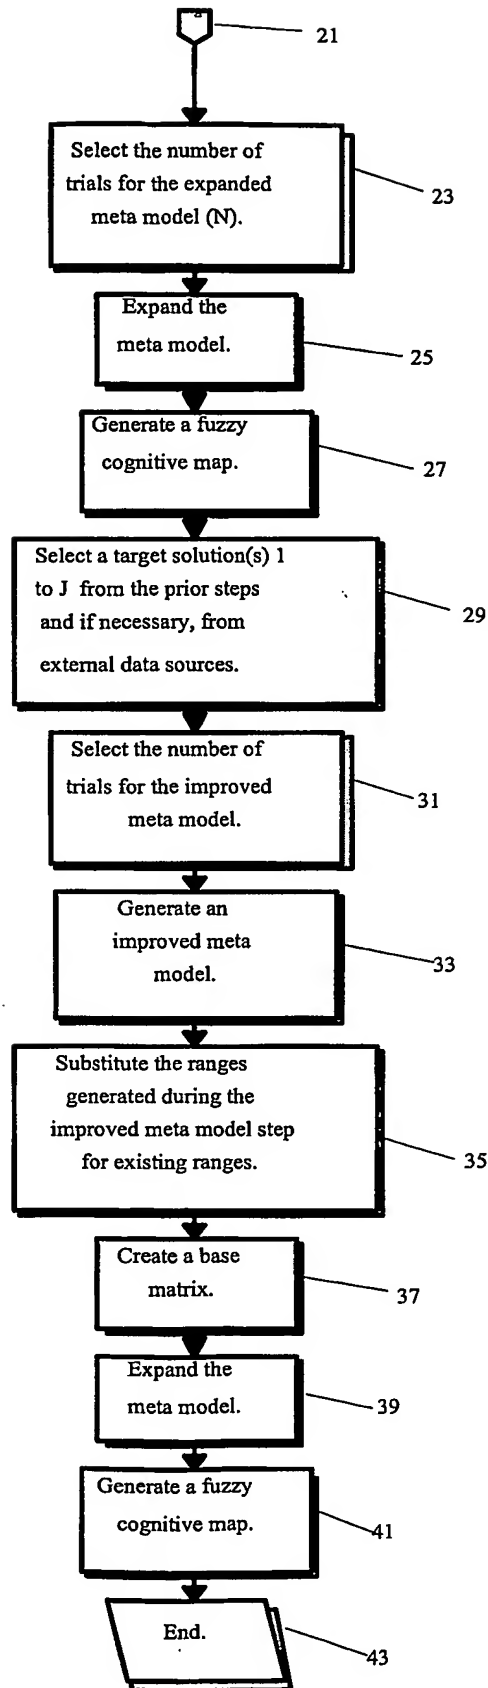 21
Select the number of
trials for the expanded
meta model (N).
23
Expand the
meta model.
25
Generate a fuzzy
cognitive map.
27
Select a target solution(s) 1
to J from the prior steps
and if necessary, from
external data sources.
29
Select the number of
trials for the improved
meta model.
31
Generate an
improved meta
model.
33
Substitute the ranges
generated during the
improved meta model step
for existing ranges.
35
Create a base
matrix.
37
Expand the
meta model.
39
Generate a fuzzy
cognitive map.
41
End.
43